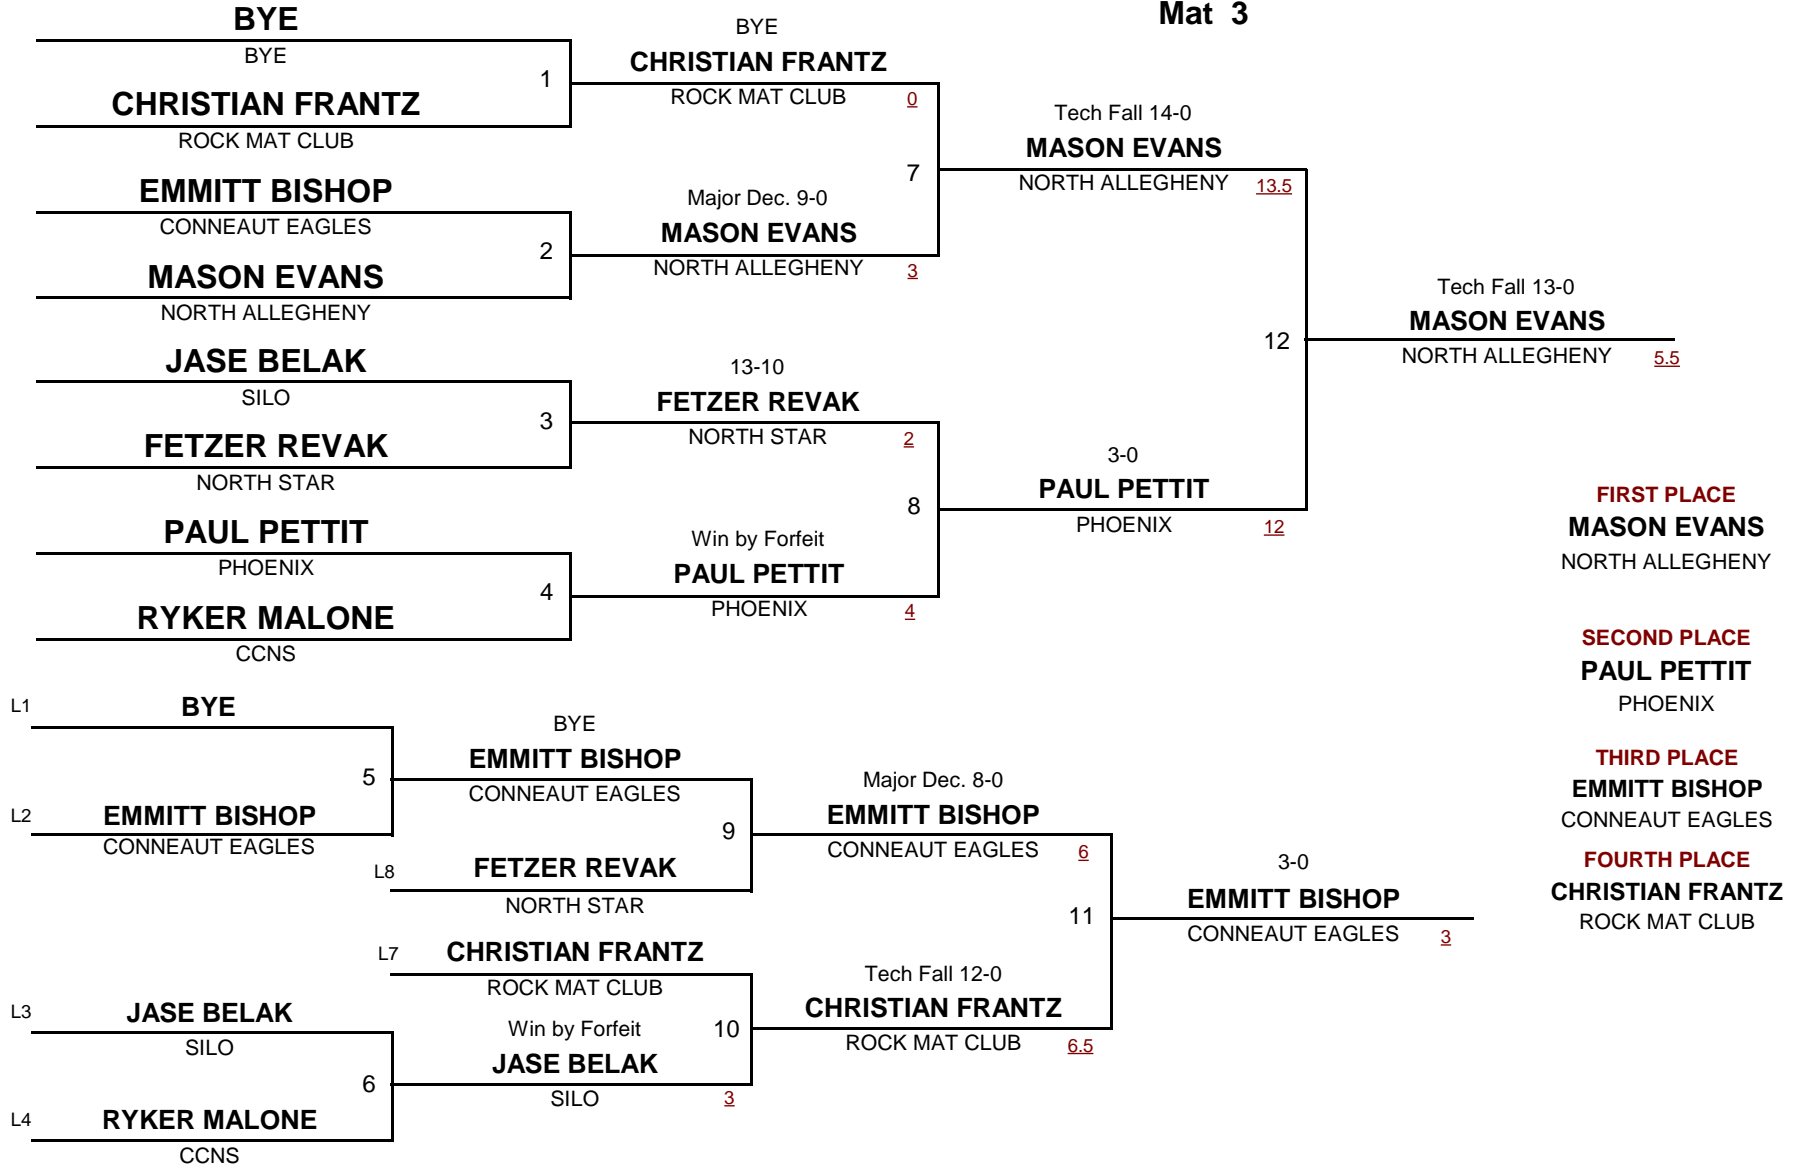 Mat 3
BYE
BYE
1
CHRISTIAN FRANTZ
ROCK MAT CLUB
EMMITT BISHOP
CONNEAUT EAGLES
2
MASON EVANS
NORTH ALLEGHENY
JASE BELAK
SILO
3
FETZER REVAK
NORTH STAR
PAUL PETTIT
PHOENIX
4
RYKER MALONE
CCNS
BYE
CHRISTIAN FRANTZ
ROCK MAT CLUB 0
7
Major Dec. 9-0
MASON EVANS
NORTH ALLEGHENY 3
13-10
FETZER REVAK
NORTH STAR 2
8
Win by Forfeit
PAUL PETTIT
PHOENIX 4
Tech Fall 14-0
MASON EVANS
NORTH ALLEGHENY 13.5
12
3-0
PAUL PETTIT
PHOENIX 12
Tech Fall 13-0
MASON EVANS
NORTH ALLEGHENY 5.5
FIRST PLACE
MASON EVANS
NORTH ALLEGHENY
SECOND PLACE
PAUL PETTIT
PHOENIX
THIRD PLACE
EMMITT BISHOP
CONNEAUT EAGLES
FOURTH PLACE
CHRISTIAN FRANTZ
ROCK MAT CLUB
L1 BYE
5
L2 EMMITT BISHOP
CONNEAUT EAGLES
L3 JASE BELAK
SILO
6
L4 RYKER MALONE
CCNS
BYE
EMMITT BISHOP
CONNEAUT EAGLES
9
L8 FETZER REVAK
NORTH STAR
L7 CHRISTIAN FRANTZ
ROCK MAT CLUB
Win by Forfeit 10
JASE BELAK
SILO 3
Major Dec. 8-0
EMMITT BISHOP
CONNEAUT EAGLES 6
11
Tech Fall 12-0
CHRISTIAN FRANTZ
ROCK MAT CLUB 6.5
3-0
EMMITT BISHOP
CONNEAUT EAGLES 3